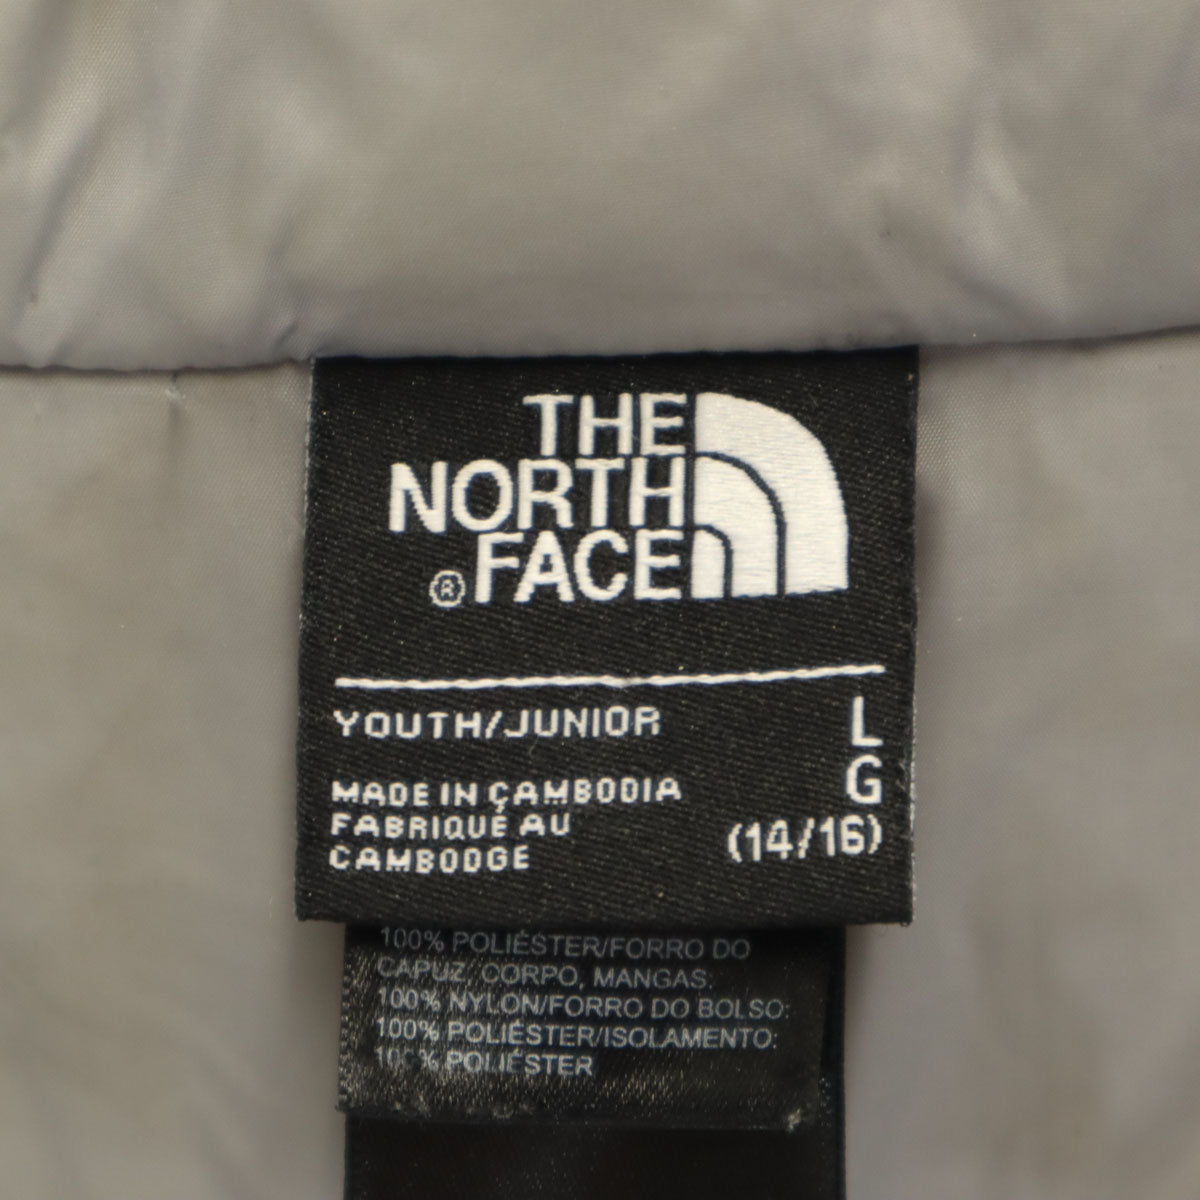 THE
NORTH
FACE
®
YOUTH/JUNIOR L
G
MADE IN CAMBODIA
FABRIQUÉ AU
CAMBODGE
(14/16)
100% POLIÉSTER/FORRO DO
CAPUZ, CORPO, MANGAS:
100% NYLON/FORRO DO BOLSO:
100% POLIÉSTER/ISOLAMENTO:
100% POLIÉSTER